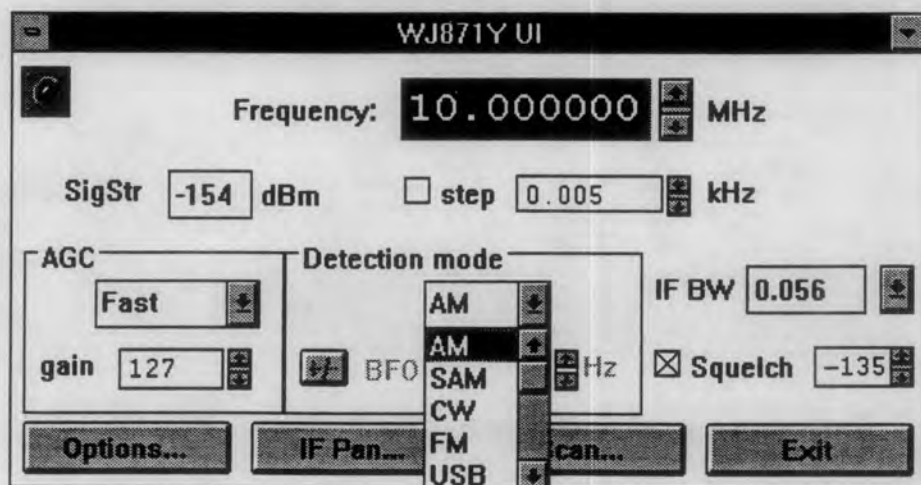 WJ871Y UI
Frequency: 10.000000 MHz
SigStr -154 dBm step 0.005 kHz
AGC
Fast
gain 127
Detection mode
AM
+/- BFO Hz
AM
SAM
CW
FM
USB
IF BW 0.056
Squelch -135
Options... IF Pan... can... Exit